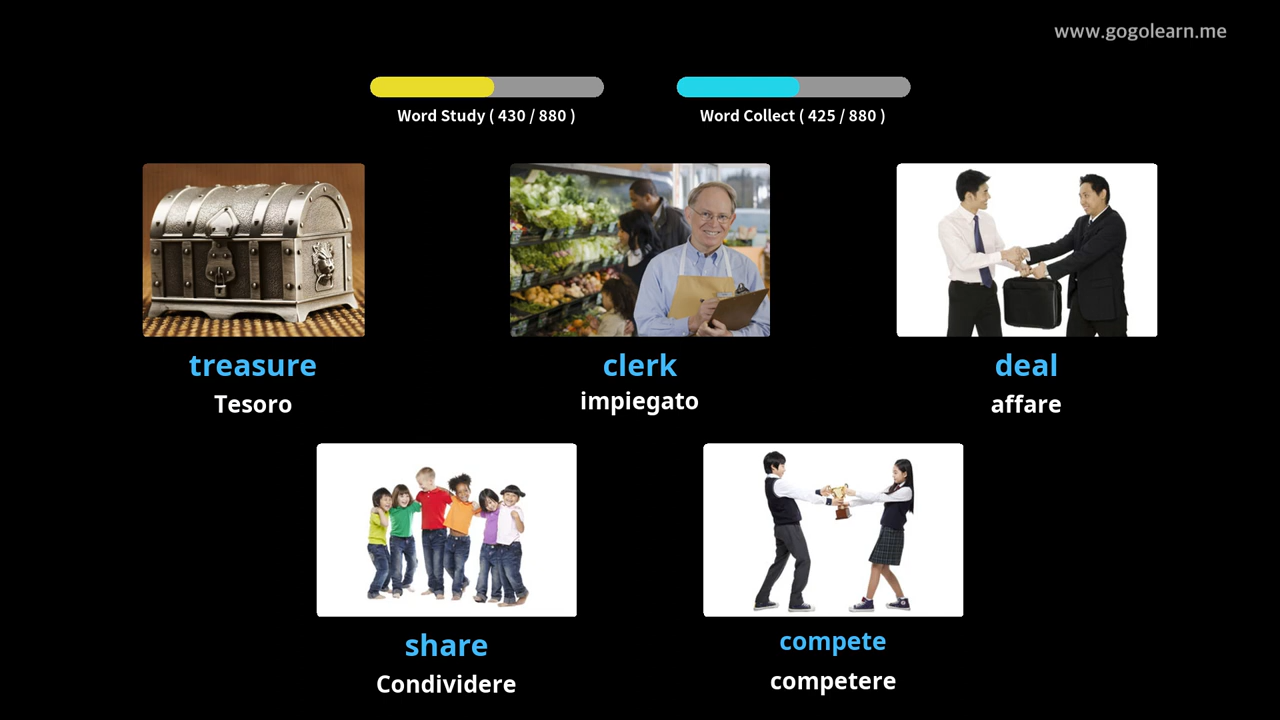 www.gogolearn.me
Word Study ( 430 / 880 )
Word Collect ( 425 / 880 )
treasure
Tesoro
clerk
impiegato
deal
affare
share
Condividere
compete
competere